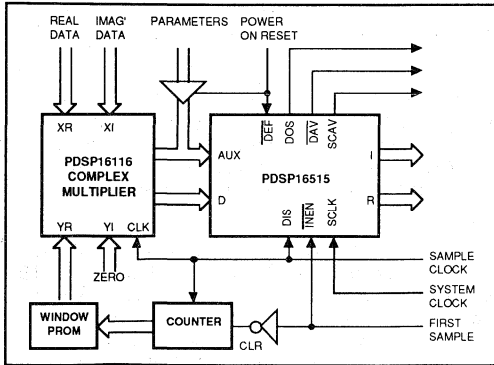 REAL DATA
IMAG' DATA
PARAMETERS
POWER ON RESET
XR
XI
PDSP16116
COMPLEX
MULTIPLIER
YR
YI
CLK
AUX
D
DEF
DOS
DAV
SCAV
PDSP16515
I
R
DIS
INEN
SCLK
ZERO
SAMPLE
CLOCK
SYSTEM
CLOCK
WINDOW
PROM
COUNTER
CLR
FIRST
SAMPLE